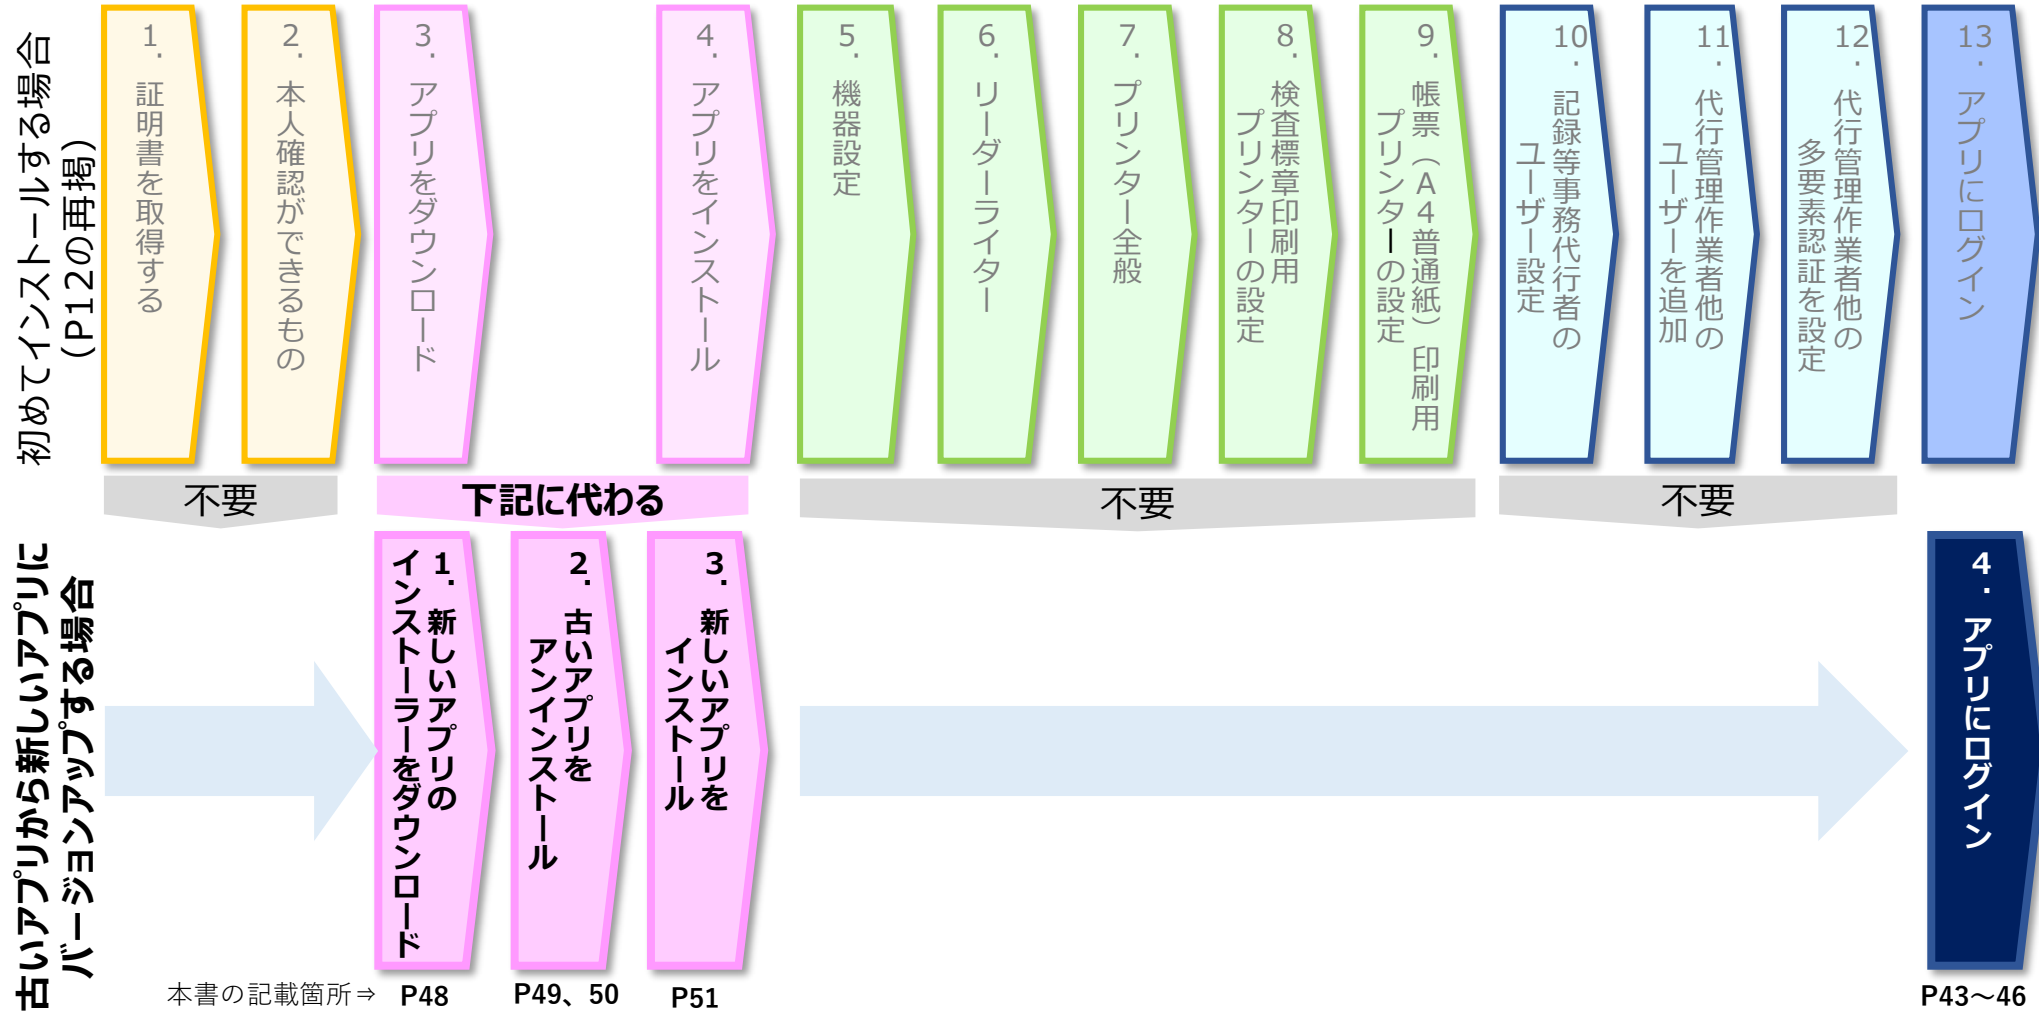 初めてインストールする場合
（P12の再掲）
1．証明書を取得する
2．本人確認ができるもの
3．アプリをダウンロード
4．アプリをインストール
5．機器設定
6．リーダーライター
7．プリンター全般
8．検査標章印刷用
プリンターの設定
9．帳票（A4普通紙）印刷用
プリンターの設定
10．記録等事務代行者の
ユーザー設定
11．代行管理作業者他の
ユーザーを追加
12．代行管理作業者他の
多要素認証を設定
13．アプリにログイン
不要
下記に代わる
不要
不要
古いアプリから新しいアプリに
バージョンアップする場合
1．新しいアプリの
インストーラーをダウンロード
2．古いアプリを
アンインストール
3．新しいアプリを
インストール
4．アプリにログイン
本書の記載箇所⇒
P48
P49、50
P51
P43～46